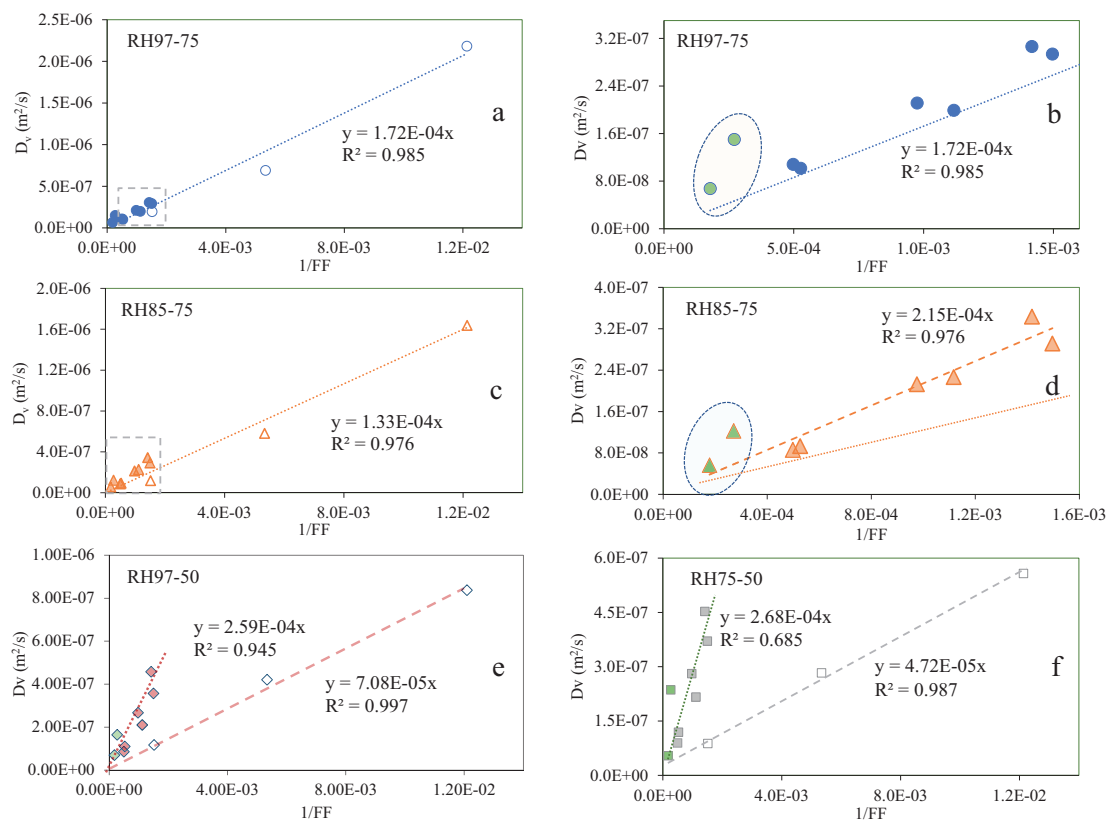 RH97-75
a
y = 1.72E-04x
R² = 0.985
2.5E-06
2.0E-06
1.5E-06
1.0E-06
5.0E-07
0.0E+00
0.0E+00 4.0E-03 8.0E-03 1.2E-02
Dᵥ (m²/s)
1/FF
RH97-75
b
y = 1.72E-04x
R² = 0.985
3.2E-07
2.4E-07
1.6E-07
8.0E-08
0.0E+00
0.0E+00 5.0E-04 1.0E-03 1.5E-03
Dv (m²/s)
1/FF
RH85-75
c
y = 1.33E-04x
R² = 0.976
2.0E-06
1.6E-06
1.2E-06
8.0E-07
4.0E-07
0.0E+00
0.0E+00 4.0E-03 8.0E-03 1.2E-02
Dᵥ (m²/s)
1/FF
RH85-75
d
y = 2.15E-04x
R² = 0.976
4.0E-07
3.2E-07
2.4E-07
1.6E-07
8.0E-08
0.0E+00
0.0E+00 4.0E-04 8.0E-04 1.2E-03 1.6E-03
Dv (m²/s)
1/FF
RH97-50
e
y = 2.59E-04x
R² = 0.945
y = 7.08E-05x
R² = 0.997
1.00E-06
8.00E-07
6.00E-07
4.00E-07
2.00E-07
0.00E+00
0.00E+00 4.00E-03 8.00E-03 1.20E-02
Dv (m²/s)
1/FF
RH75-50
f
y = 2.68E-04x
R² = 0.685
y = 4.72E-05x
R² = 0.987
6.0E-07
4.5E-07
3.0E-07
1.5E-07
0.0E+00
0.0E+00 4.0E-03 8.0E-03 1.2E-02
Dv (m²/s)
1/FF